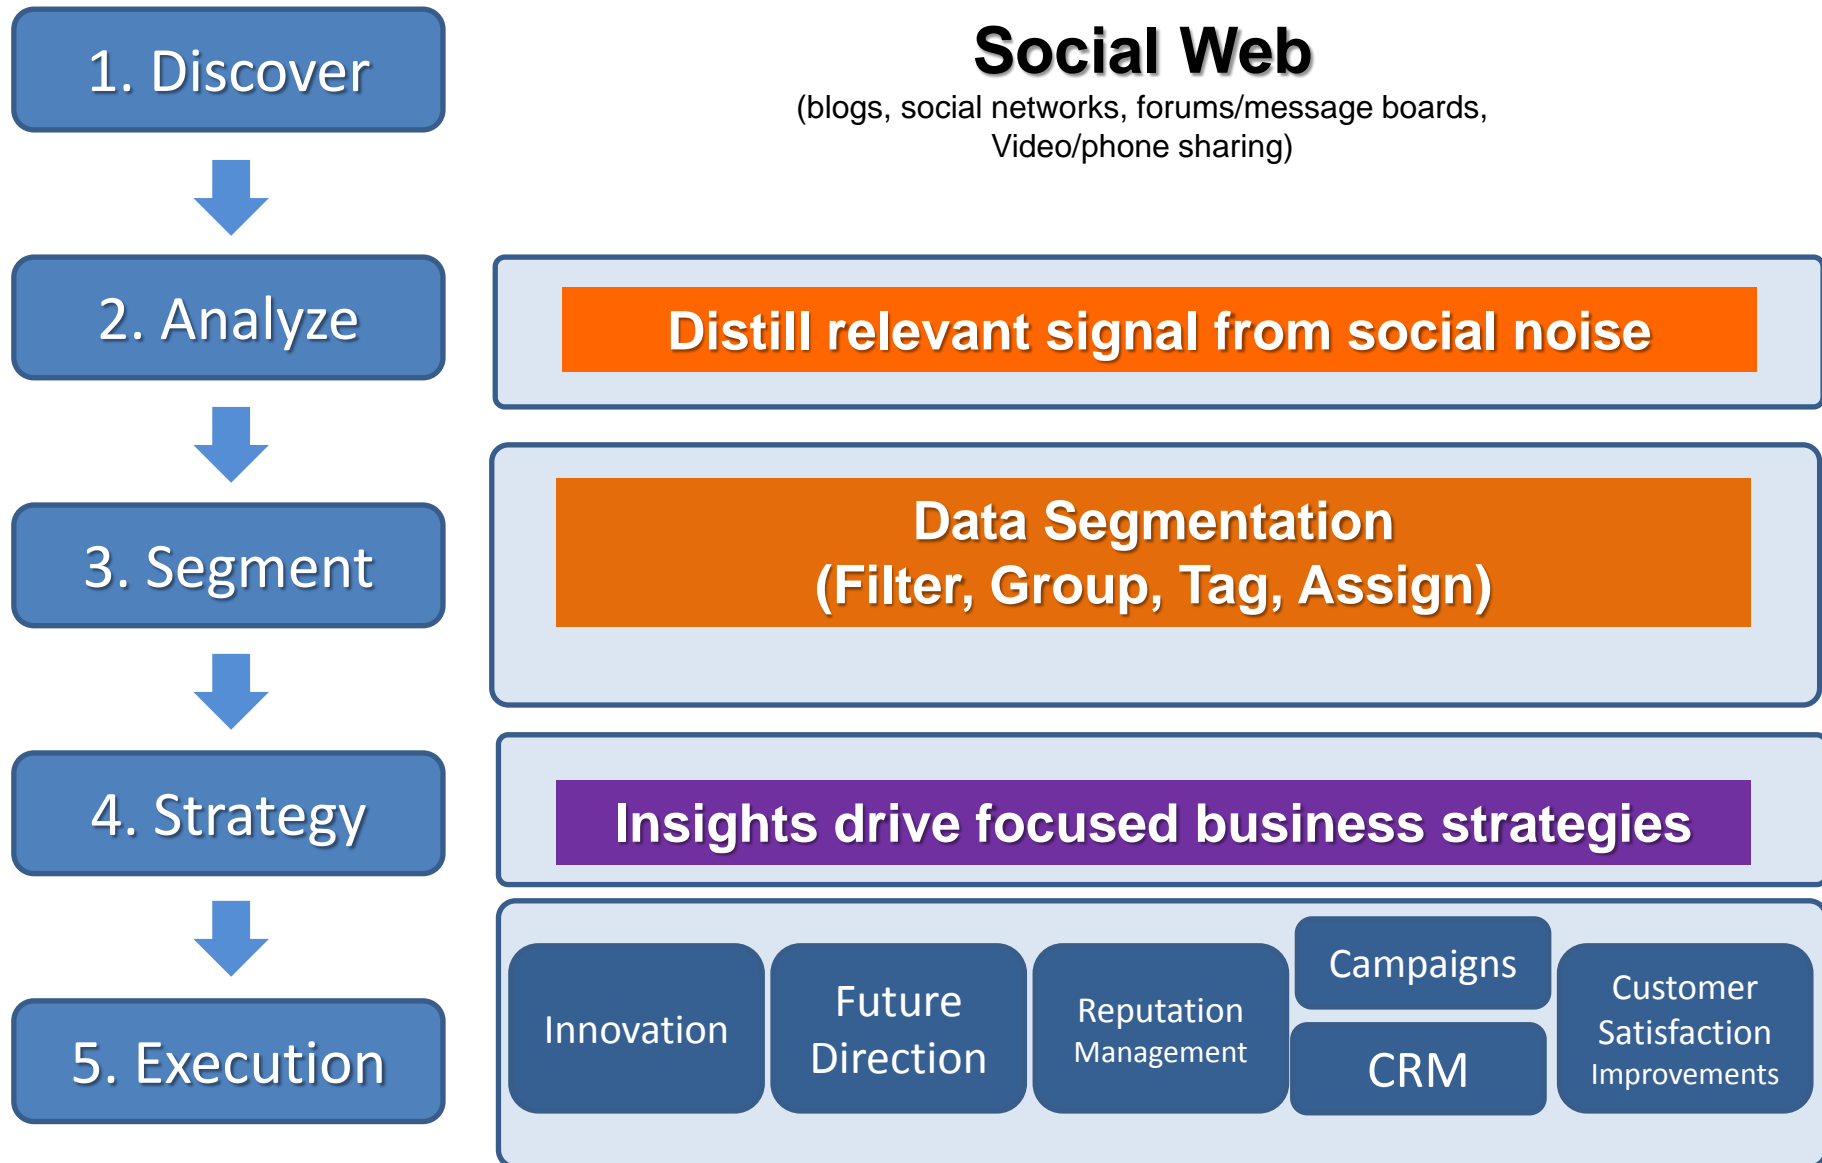 1. Discover
Social Web
(blogs, social networks, forums/message boards,
Video/phone sharing)
2. Analyze
Distill relevant signal from social noise
3. Segment
Data Segmentation
(Filter, Group, Tag, Assign)
4. Strategy
Insights drive focused business strategies
5. Execution
Innovation
Future
Direction
Reputation
Management
Campaigns
CRM
Customer
Satisfaction
Improvements